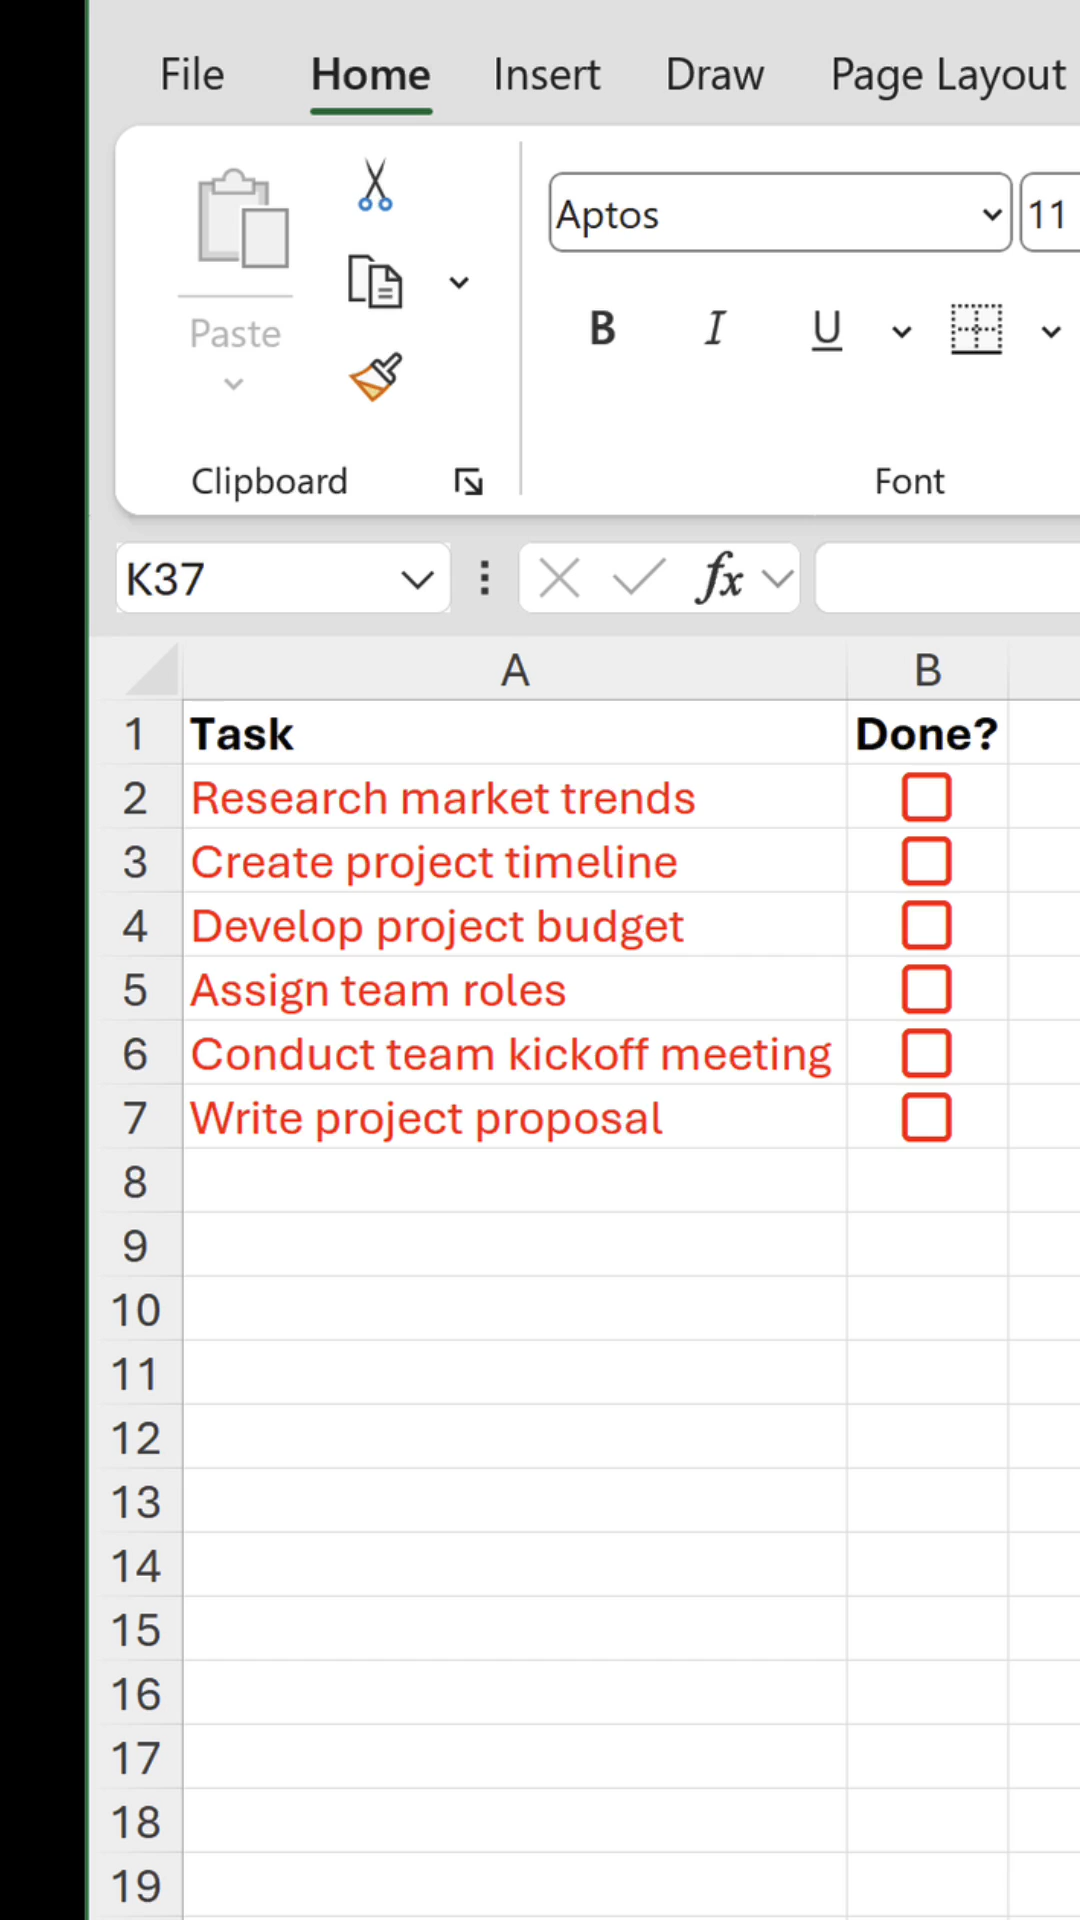 File Home Insert Draw Page Layout
Aptos 11
B I U
Paste
Clipboard Font
K37 fx
A B
1 Task Done?
2 Research market trends
3 Create project timeline
4 Develop project budget
5 Assign team roles
6 Conduct team kickoff meeting
7 Write project proposal
8
9
10
11
12
13
14
15
16
17
18
19